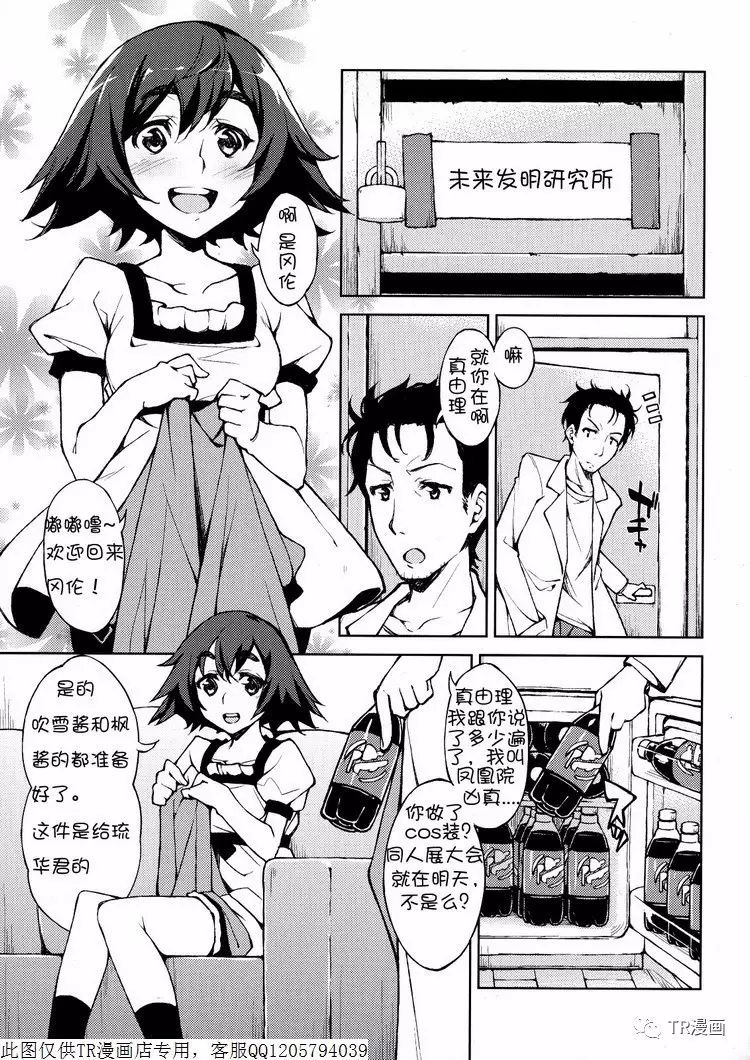 未来发明研究所
嘛
就你在啊
真由理
啊
是
冈伦
嘟嘟噜~
欢迎回来
冈伦！
真由理
我跟你说
了多少遍
了，我叫
凤凰院
凶真....
你做了
cos装？
同人展大会
就在明天，
不是么？
是的
吹雪酱和枫
酱的都准备
好了。
这件是给琉
华君的
TR漫画
此图仅供TR漫画店专用，客服QQ1205794039